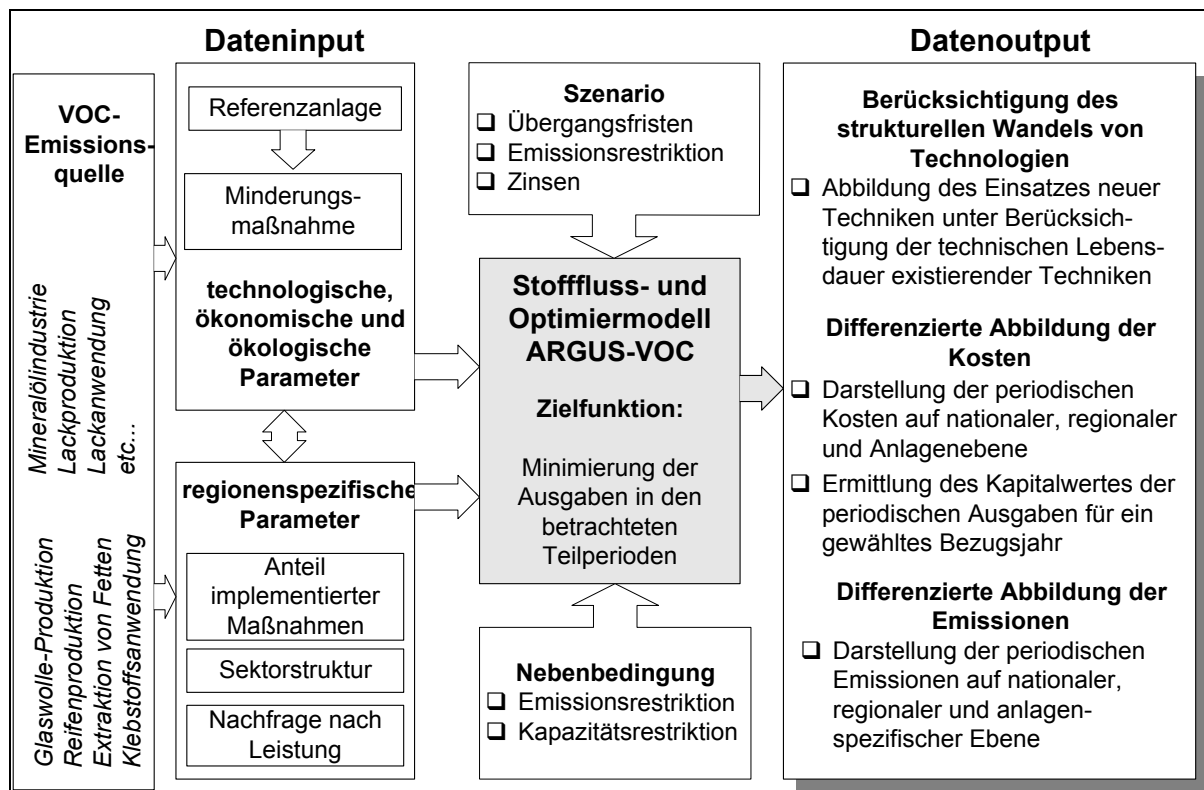 Dateninput
Datenoutput
VOC-
Emissions-
quelle
Mineralölindustrie
Lackproduktion
Lackanwendung
etc...
Glaswolle-Produktion
Reifenproduktion
Extraktion von Fetten
Klebstoffsanwendung
Referenzanlage
Minderungs-
maßnahme
technologische,
ökonomische und
ökologische
Parameter
regionenspezifische
Parameter
Anteil
implementierter
Maßnahmen
Sektorstruktur
Nachfrage nach
Leistung
Szenario
❑ Übergangsfristen
❑ Emissionsrestriktion
❑ Zinsen
Stofffluss- und
Optimiermodell
ARGUS-VOC
Zielfunktion:
Minimierung der
Ausgaben in den
betrachteten
Teilperioden
Nebenbedingung
❑ Emissionsrestriktion
❑ Kapazitätsrestriktion
Berücksichtigung des
strukturellen Wandels von
Technologien
❑ Abbildung des Einsatzes neuer
Techniken unter Berücksich-
tigung der technischen Lebens-
dauer existierender Techniken
Differenzierte Abbildung der
Kosten
❑ Darstellung der periodischen
Kosten auf nationaler, regionaler
und Anlagenebene
❑ Ermittlung des Kapitalwertes der
periodischen Ausgaben für ein
gewähltes Bezugsjahr
Differenzierte Abbildung der
Emissionen
❑ Darstellung der periodischen
Emissionen auf nationaler,
regionaler und anlagen-
spezifischer Ebene